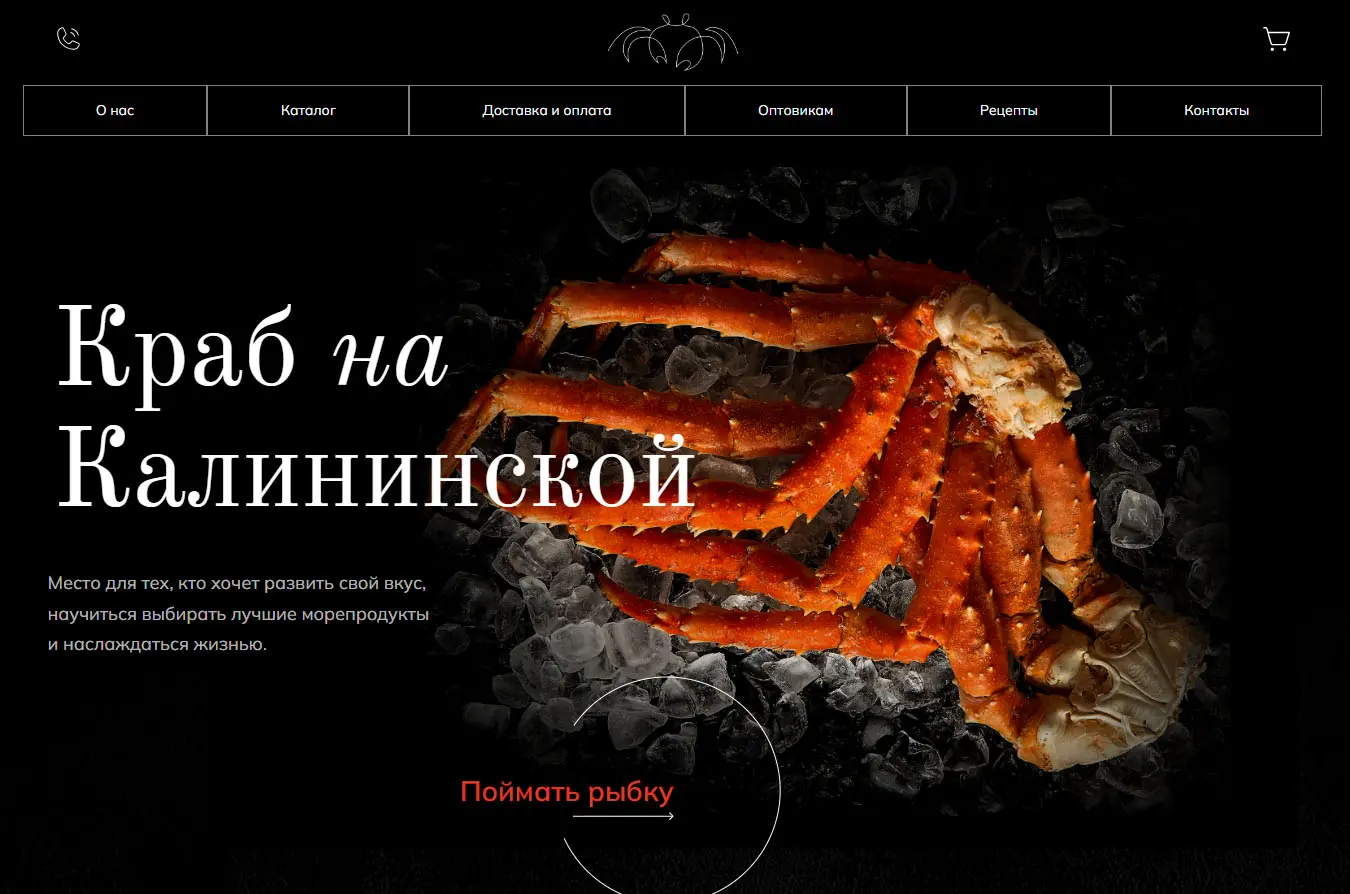 О нас
Каталог
Доставка и оплата
Оптовикам
Рецепты
Контакты
Краб на
Калининской
Место для тех, кто хочет развить свой вкус,
научиться выбирать лучшие морепродукты
и наслаждаться жизнью.
Поймать рыбку